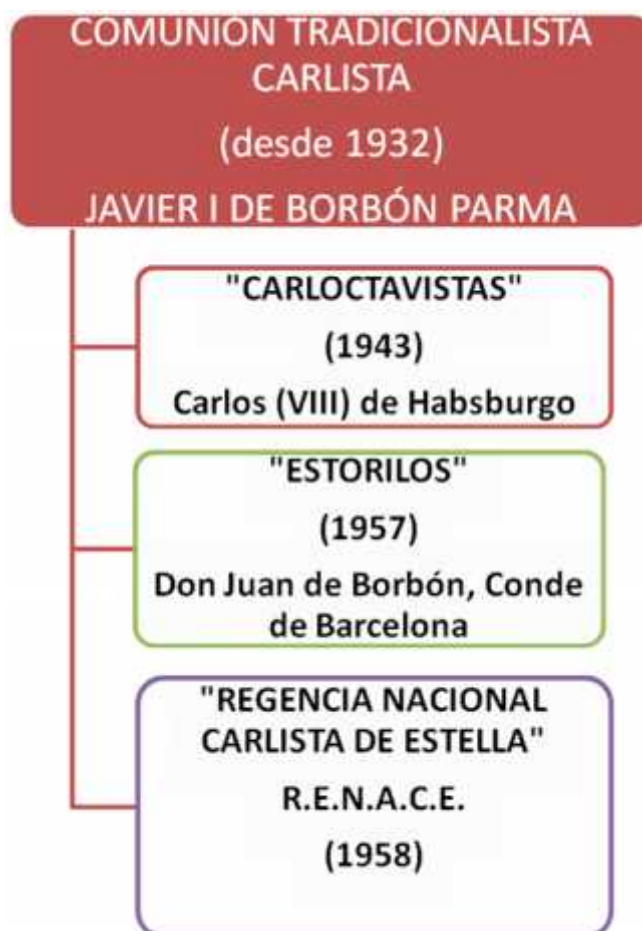 COMUNIÓN TRADICIONALISTA
CARLISTA
(desde 1932)
JAVIER I DE BORBÓN PARMA
"CARLOCTAVISTAS"
(1943)
Carlos (VIII) de Habsburgo
"ESTORILOS"
(1957)
Don Juan de Borbón, Conde
de Barcelona
"REGENCIA NACIONAL
CARLISTA DE ESTELLA"
R.E.N.A.C.E.
(1958)